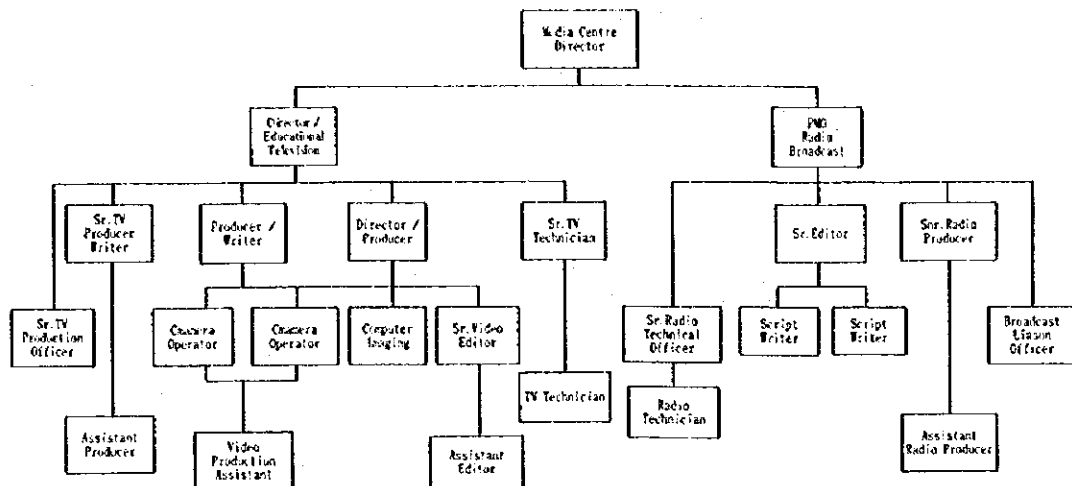 Media Centre
Director
Director /
Educational
Television
PMO
Radio
Broadcast
Sr.TV
Producer
Writer
Producer /
Writer
Director /
Producer
Sr.TV
Technician
Sr.Editor
Snr.Radio
Producer
Sr.TV
Production
Officer
Cmamera
Operator
Cmamera
Operator
Computer
Imaging
Sr.Video
Editor
Sr.Radio
Technical
Officer
Script
Writer
Script
Writer
Broadcast
Liason
Officer
TV Technician
Radio
Technician
Assistant
Producer
Video
Production
Assistant
Assistant
Editor
Assistant
Radio Producer